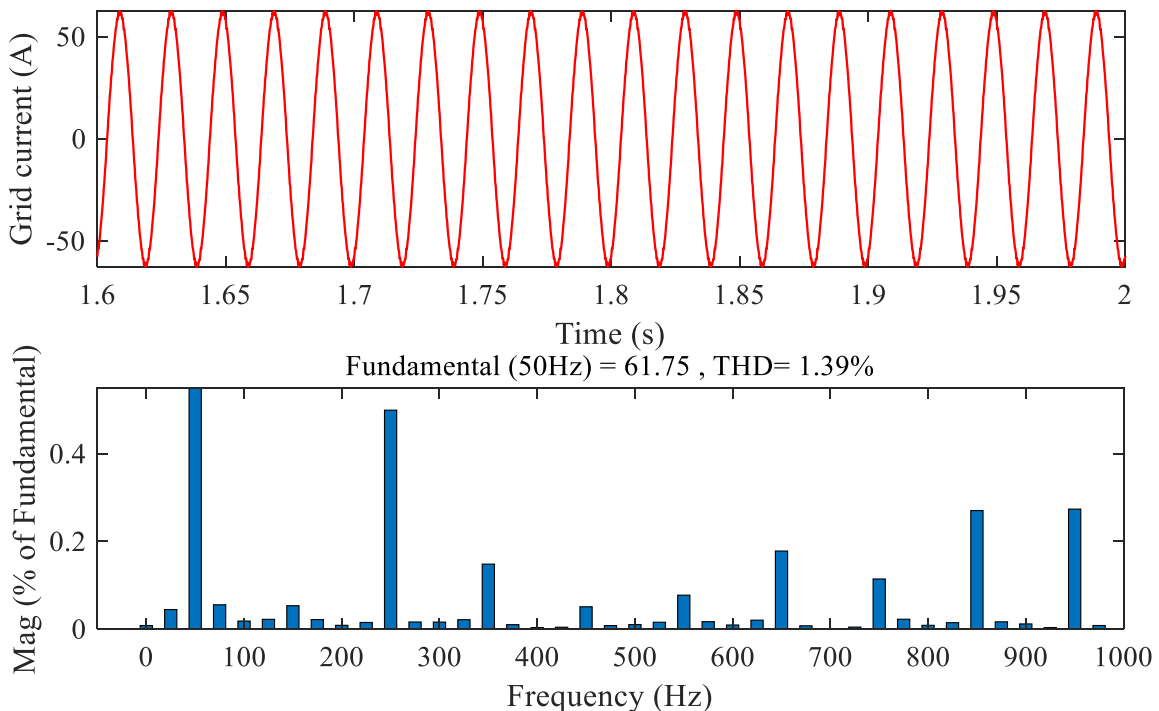 Grid current (A)
50
0
-50
1.6 1.65 1.7 1.75 1.8 1.85 1.9 1.95 2
Time (s)
Fundamental (50Hz) = 61.75 , THD= 1.39%
Mag (% of Fundamental)
0.4
0.2
0
0 100 200 300 400 500 600 700 800 900 1000
Frequency (Hz)